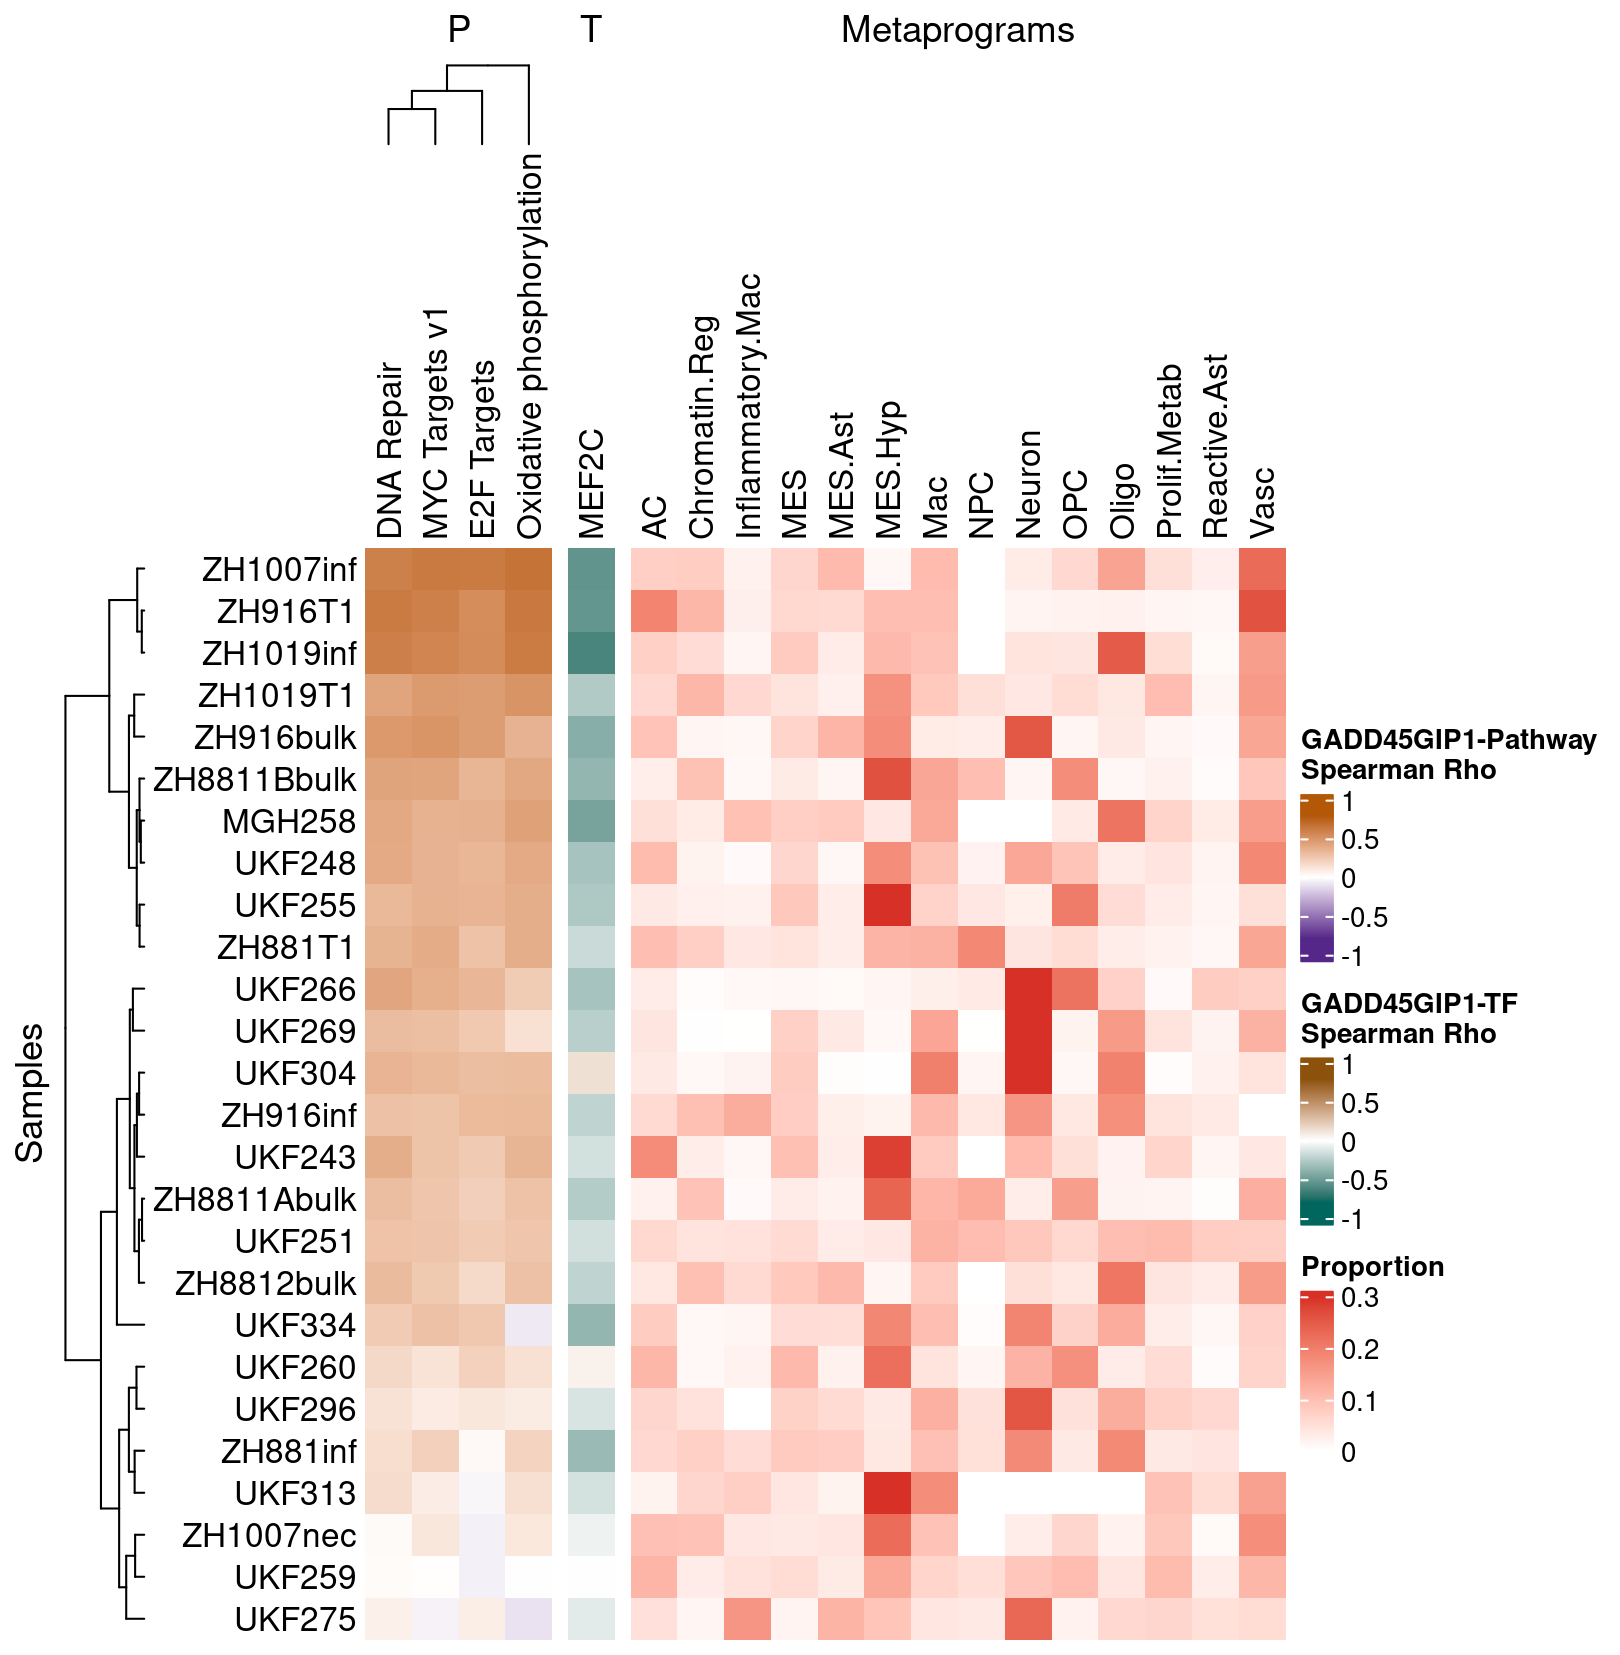 P T Metaprograms
DNA Repair
MYC Targets v1
E2F Targets
Oxidative phosphorylation
MEF2C
AC
Chromatin.Reg
Inflammatory.Mac
MES
MES.Ast
MES.Hyp
Mac
NPC
Neuron
OPC
Oligo
Prolif.Metab
Reactive.Ast
Vasc
Samples
ZH1007inf
ZH916T1
ZH1019inf
ZH1019T1
ZH916bulk
ZH8811Bbulk
MGH258
UKF248
UKF255
ZH881T1
UKF266
UKF269
UKF304
ZH916inf
UKF243
ZH8811Abulk
UKF251
ZH8812bulk
UKF334
UKF260
UKF296
ZH881inf
UKF313
ZH1007nec
UKF259
UKF275
GADD45GIP1-Pathway
Spearman Rho
1
0.5
0
-0.5
-1
GADD45GIP1-TF
Spearman Rho
1
0.5
0
-0.5
-1
Proportion
0.3
0.2
0.1
0